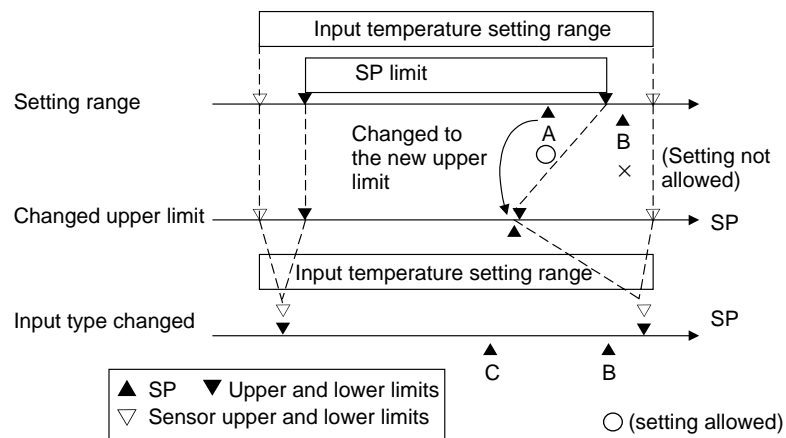 Input temperature setting range
SP limit
Setting range
Changed to
the new upper
limit
A
B
(Setting not
allowed)
Changed upper limit
SP
Input temperature setting range
Input type changed
SP
C
B
SP
Upper and lower limits
Sensor upper and lower limits
(setting allowed)